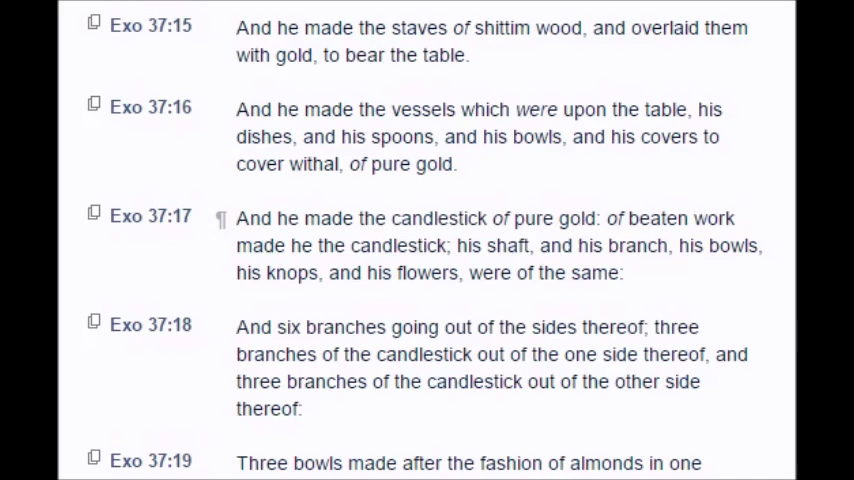 Exo 37:15 And he made the staves of shittim wood, and overlaid them
with gold, to bear the table.
Exo 37:16 And he made the vessels which were upon the table, his
dishes, and his spoons, and his bowls, and his covers to
cover withal, of pure gold.
Exo 37:17 ¶ And he made the candlestick of pure gold: of beaten work
made he the candlestick; his shaft, and his branch, his bowls,
his knops, and his flowers, were of the same:
Exo 37:18 And six branches going out of the sides thereof; three
branches of the candlestick out of the one side thereof, and
three branches of the candlestick out of the other side
thereof:
Exo 37:19 Three bowls made after the fashion of almonds in one